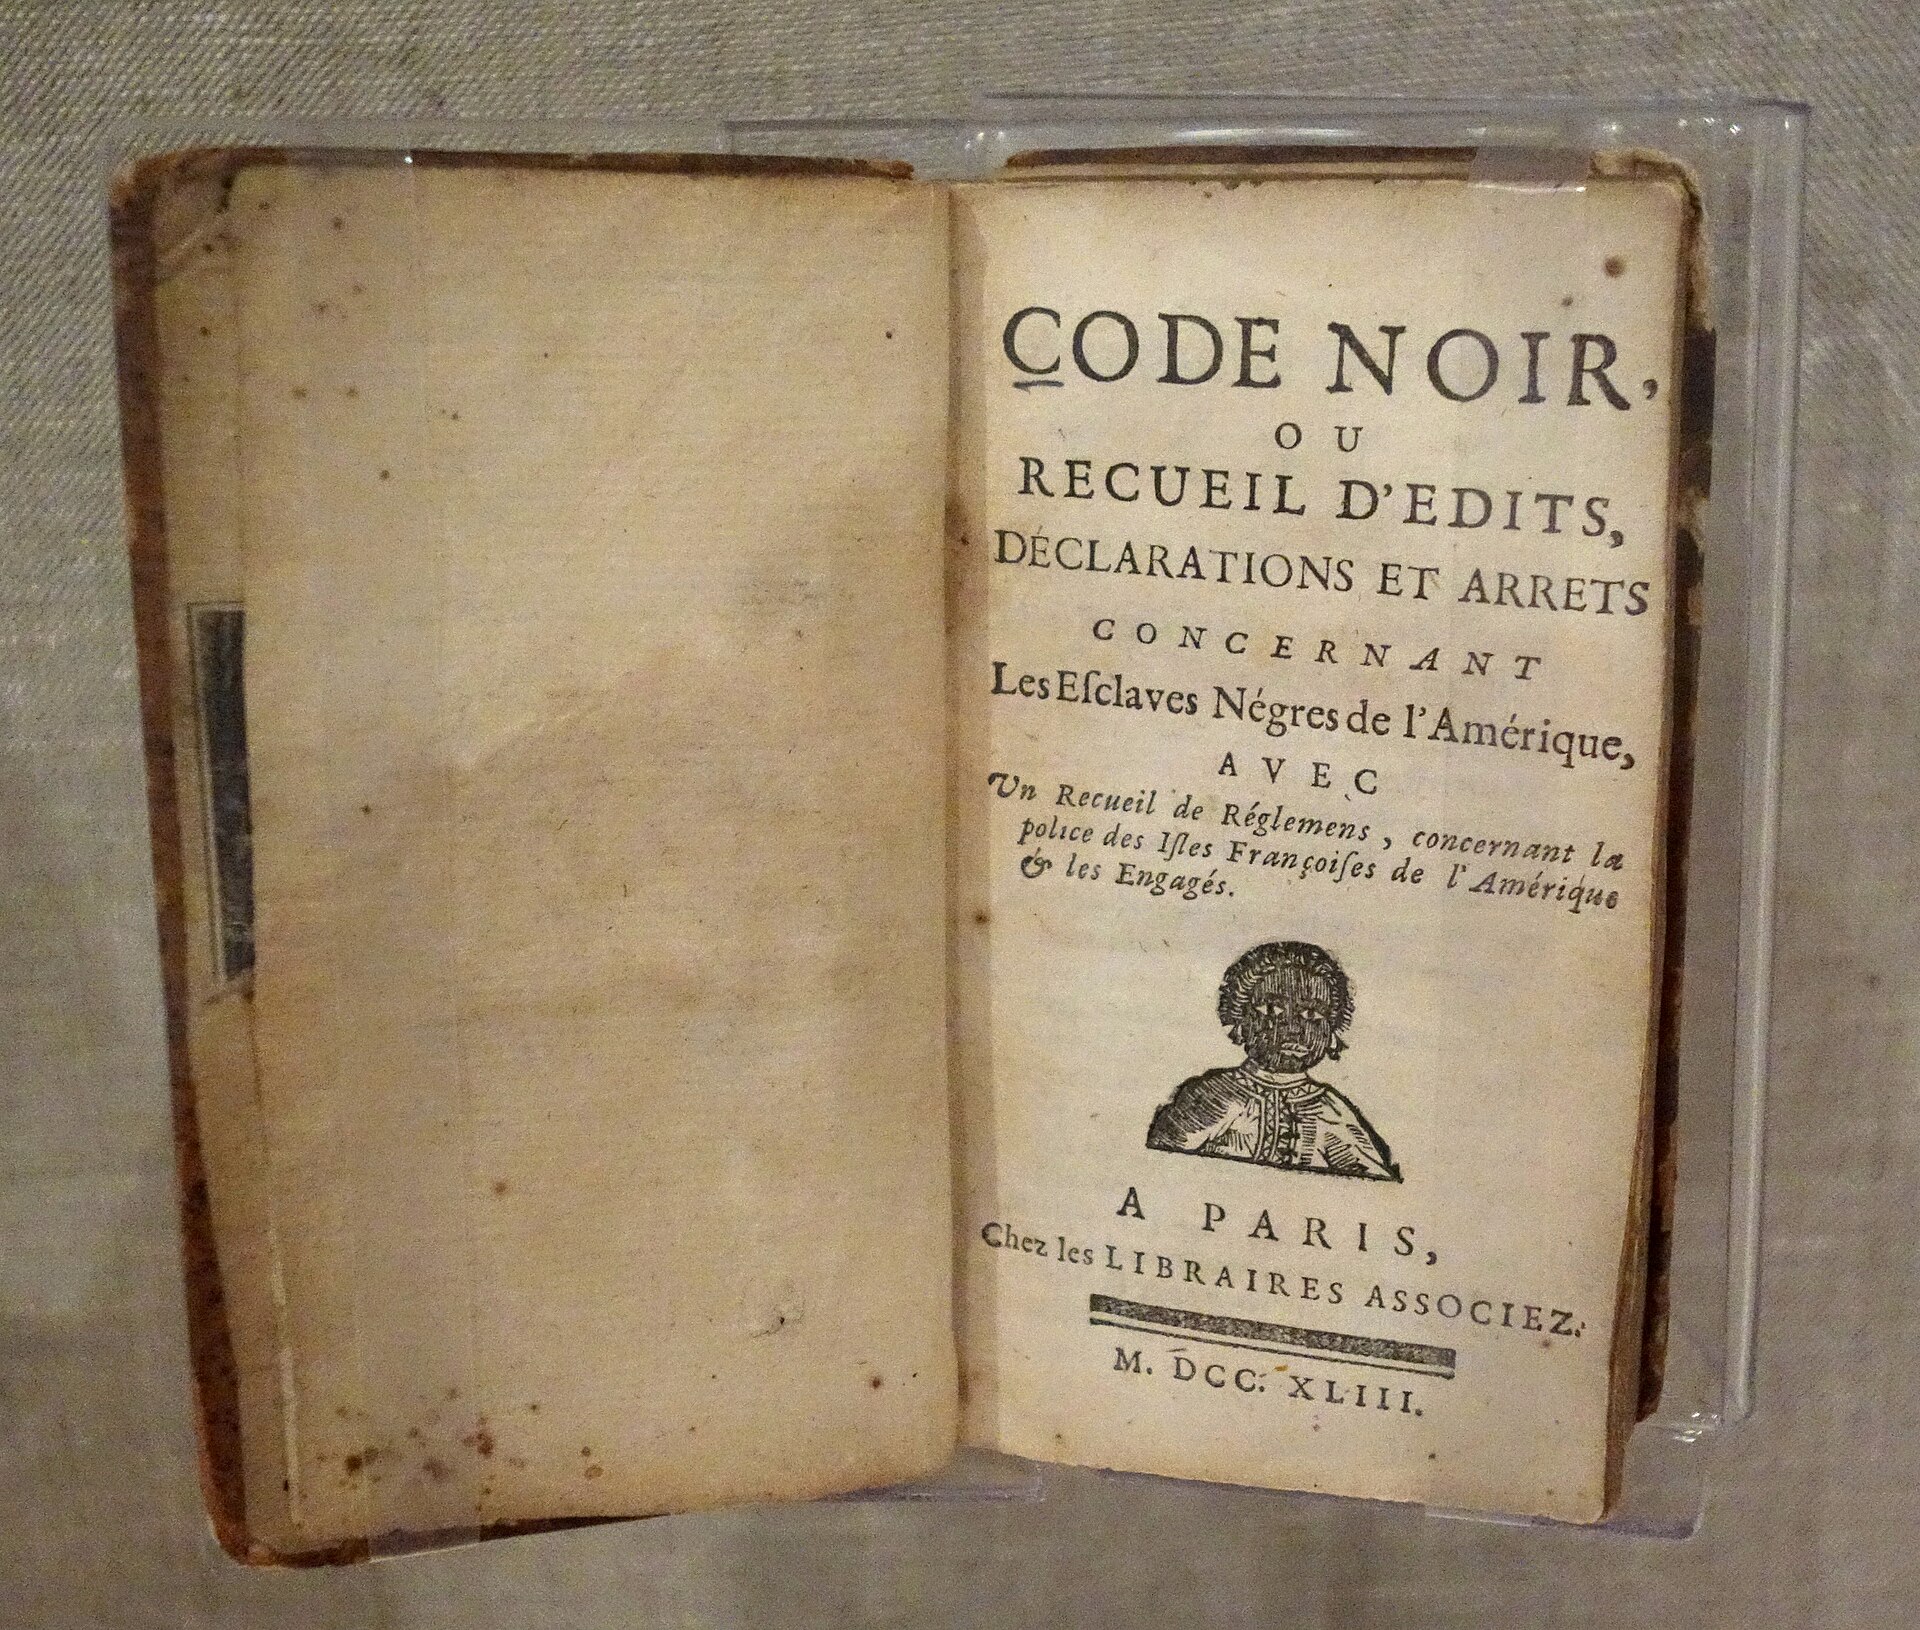 CODE NOIR,
OU
RECUEIL D'EDITS,
DÉCLARATIONS ET ARRETS
CONCERNANT
Les Eſclaves Négres de l'Amérique,
AVEC
Un Recueil de Réglemens, concernant la
police des Iſles Françoiſes de l'Amérique
& les Engagés.
A PARIS,
Chez les LIBRAIRES ASSOCIEZ.
M. DCC. XLIII.